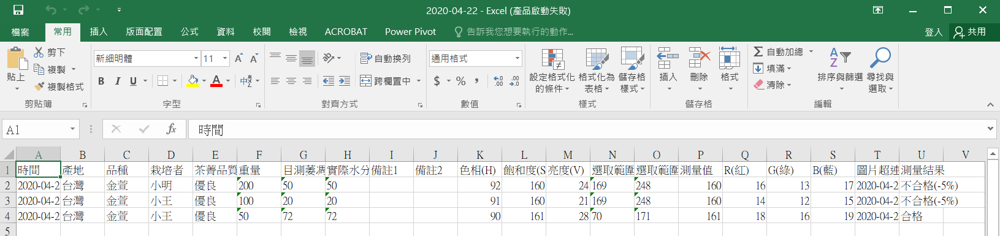 2020-04-22 - Excel (產品啟動失敗)
檔案 常用 插入 版面配置 公式 資料 校閱 檢視 ACROBAT Power Pivot 告訴我您想要執行的動作... 登入 共用
貼上 剪下 複製 複製格式 剪貼簿
新細明體 11 A A B I U A 中 字型
自動換列 跨欄置中 對齊方式
通用格式 $ % , .0 .00 .00 .0 數值
設定格式化的條件 格式化為表格 儲存格樣式 樣式
插入 刪除 格式 儲存格
Σ 自動加總 填滿 清除 A Z 排序與篩選 尋找與選取 編輯
A1 fx 時間
A B C D E F G H I J K L M N O P Q R S T U V
1 時間 產地 品種 栽培者 茶菁品質 重量 目測萎凋 實際水分 備註1 備註2 色相(H) 飽和度(S 亮度(V) 選取範圍 選取範圍 測量值 R(紅) G(綠) B(藍) 圖片超連 測量結果
2 2020-04-2 台灣 金萱 小明 優良 200 50 50 92 160 24 169 248 160 16 13 17 2020-04-2 不合格(-5%)
3 2020-04-2 台灣 金萱 小王 優良 100 20 20 91 160 21 169 248 160 14 12 15 2020-04-2 不合格(-5%)
4 2020-04-2 台灣 金萱 小王 優良 50 72 72 90 161 28 70 171 161 18 16 19 2020-04-2 合格
5